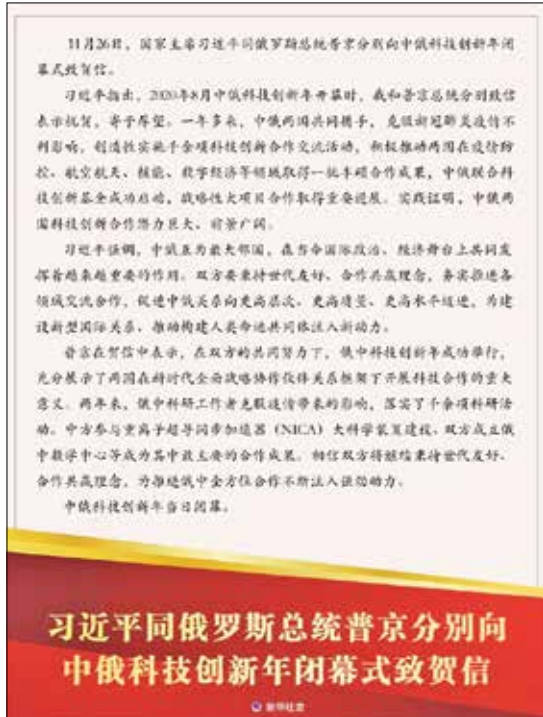 11月26日，国家主席习近平同俄罗斯总统普京分别向中俄科技创新年闭
幕式致贺信。
习近平指出，2020年8月中俄科技创新年开幕时，我和普京总统分别致信
表示祝贺，寄予厚望。一年多来，中俄两国共同携手，克服新冠肺炎疫情不
利影响，创造性实施千余项科技创新合作交流活动，积极推动两国在疫情防
控、航空航天、核能、数字经济等领域取得一批丰硕合作成果，中俄联合科
技创新基金成功启动，战略性大项目合作取得重要进展。实践证明，中俄两
国科技创新合作潜力巨大、前景广阔。
习近平强调，中俄互为最大邻国，在当今国际政治、经济舞台上共同发
挥着越来越重要的作用。双方要秉持世代友好、合作共赢理念，务实推进各
领域交流合作，促进中俄关系向更高层次、更高质量、更高水平迈进，为建
设新型国际关系、推动构建人类命运共同体注入新动力。
普京在贺信中表示，在双方的共同努力下，俄中科技创新年成功举行，
充分展示了两国在新时代全面战略协作伙伴关系框架下开展科技合作的重大
意义。两年来，俄中科研工作者克服疫情带来的影响，落实了千余项科研活
动。中方参与重离子超导同步加速器（NICA）大科学装置建设、双方成立俄
中数学中心等成为其中最主要的合作成果。相信双方将继续秉持世代友好、
合作共赢理念，为推进俄中全方位合作不断注入强劲动力。
中俄科技创新年当日闭幕。
习近平同俄罗斯总统普京分别向
中俄科技创新年闭幕式致贺信
新华社发